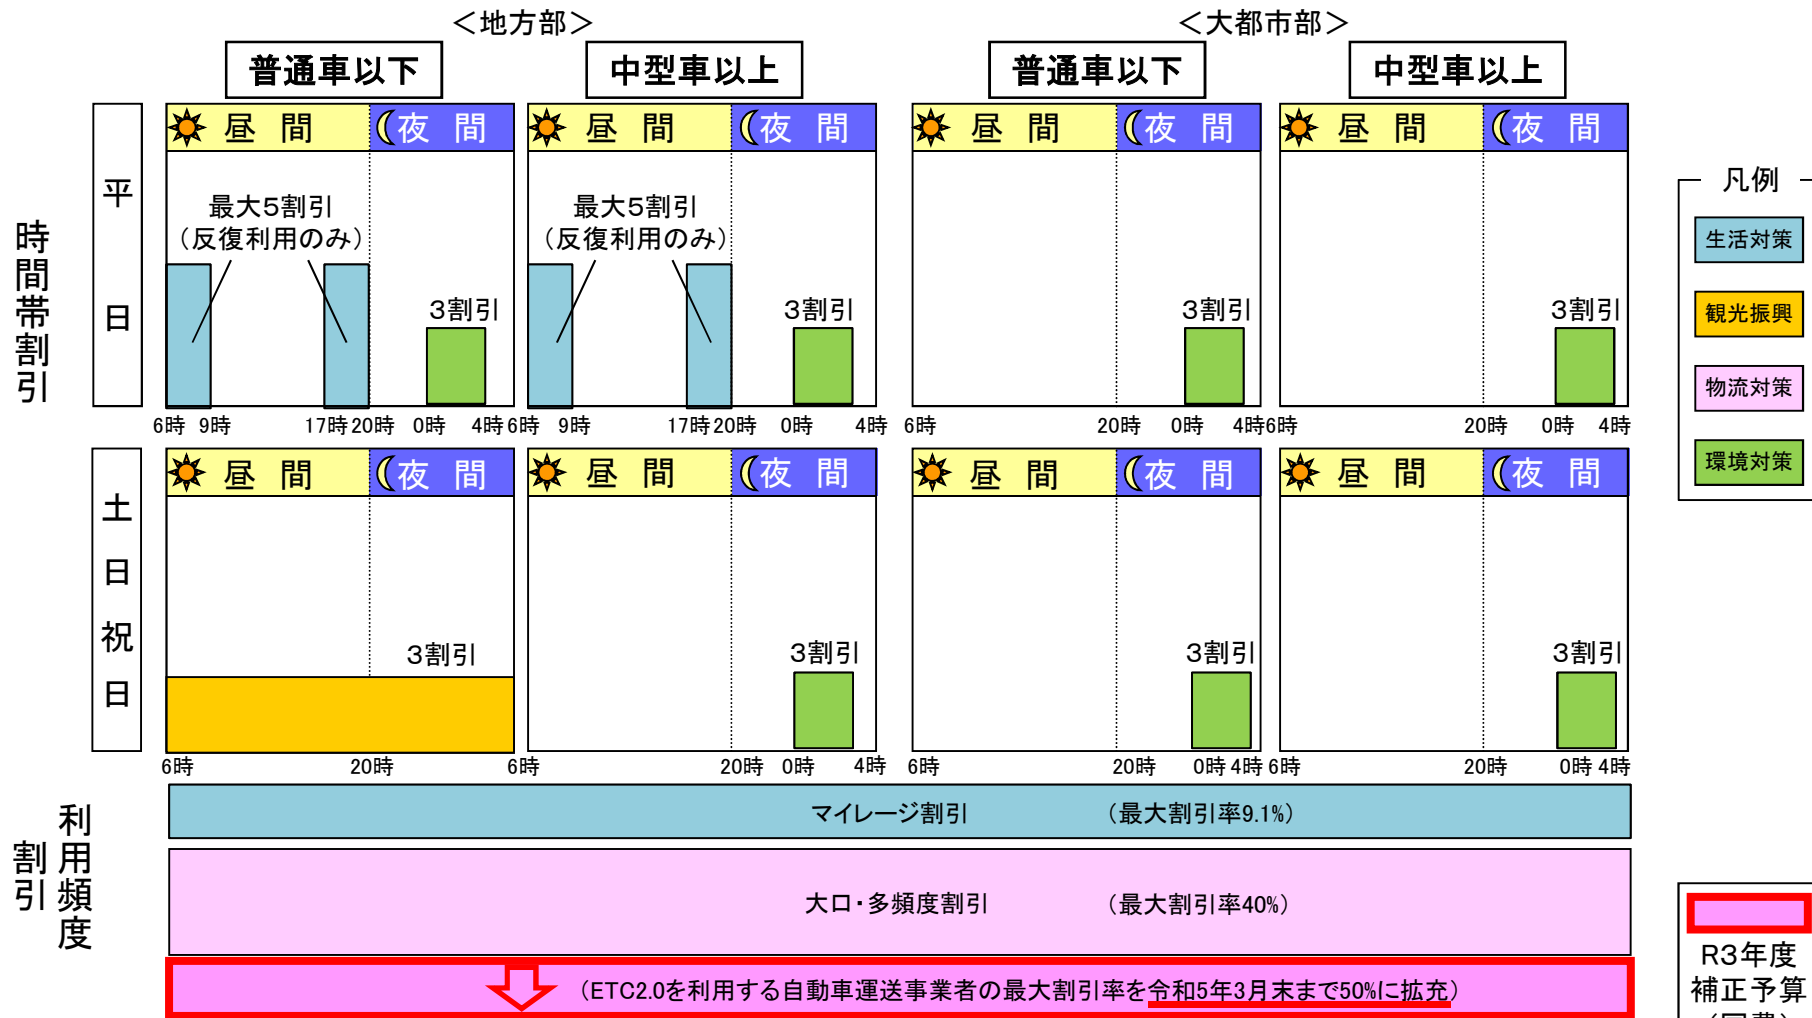 ＜地方部＞
＜大都市部＞
普通車以下
中型車以上
普通車以下
中型車以上
時間帯割引
平日
昼間
夜間
昼間
夜間
昼間
夜間
昼間
夜間
最大5割引
（反復利用のみ）
最大5割引
（反復利用のみ）
3割引
3割引
3割引
3割引
6時 9時 17時 20時 0時 4時
6時 9時 17時 20時 0時 4時
6時 20時 0時 4時
6時 20時 0時 4時
土日祝日
昼間
夜間
昼間
夜間
昼間
夜間
昼間
夜間
3割引
3割引
3割引
3割引
6時 20時 6時
20時 0時 4時
6時 20時 0時 4時
6時 20時 0時 4時
利用頻度
割引
マイレージ割引 （最大割引率9.1%）
大口・多頻度割引 （最大割引率40%）
（ETC2.0を利用する自動車運送事業者の最大割引率を令和5年3月末まで50%に拡充）
凡例
生活対策
観光振興
物流対策
環境対策
R3年度
補正予算